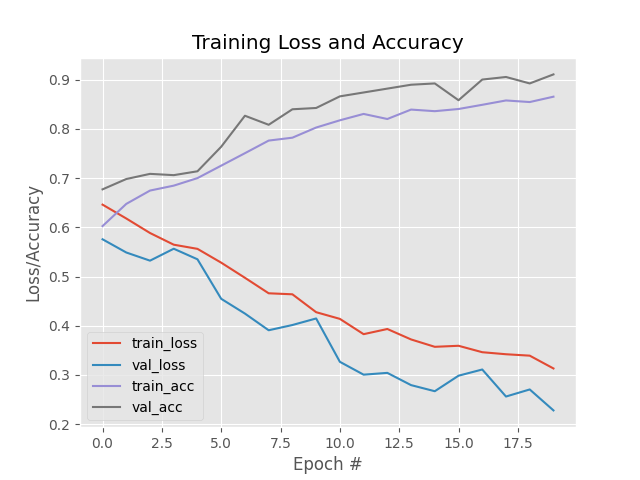 Training Loss and Accuracy
Loss/Accuracy
0.9
0.8
0.7
0.6
0.5
0.4
0.3
0.2
train_loss
val_loss
train_acc
val_acc
0.0 2.5 5.0 7.5 10.0 12.5 15.0 17.5
Epoch #